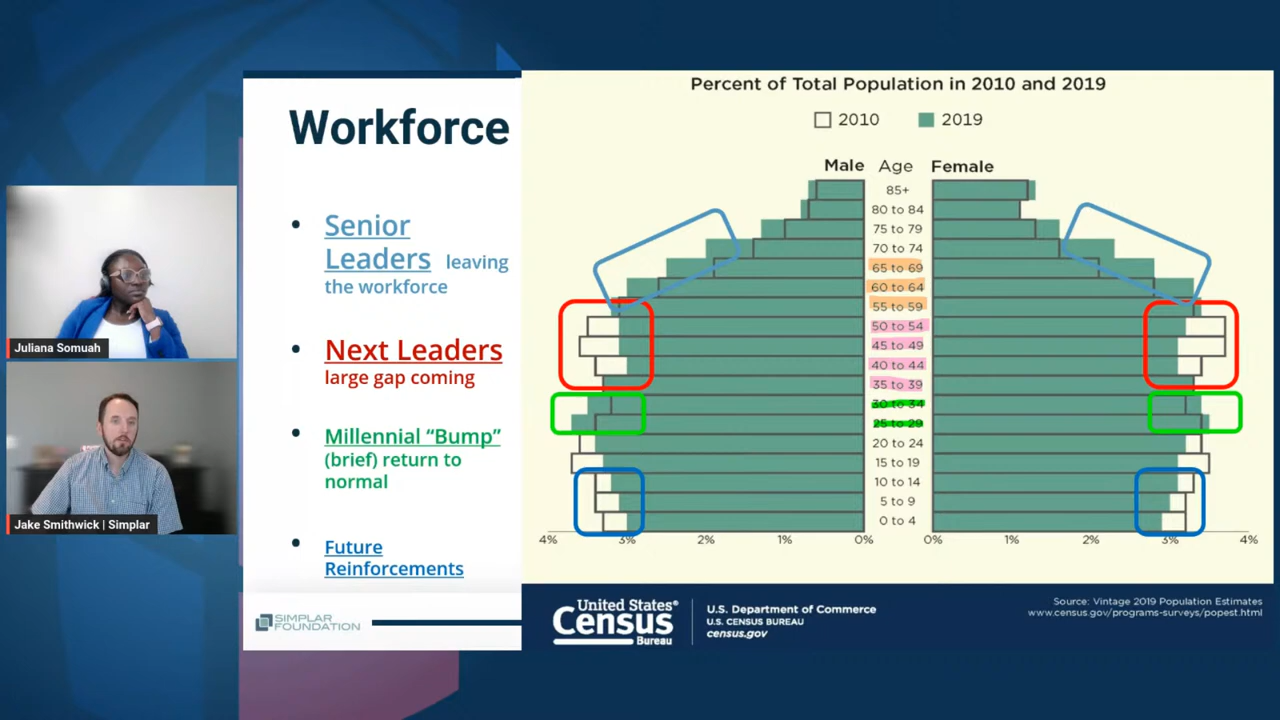 Workforce
• Senior
Leaders leaving
the workforce
• Next Leaders
large gap coming
• Millennial “Bump”
(brief) return to
normal
• Future
Reinforcements
SIMPLAR
FOUNDATION
Percent of Total Population in 2010 and 2019
2010 2019
Male Age Female
85+
80 to 84
75 to 79
70 to 74
65 to 69
60 to 64
55 to 59
50 to 54
45 to 49
40 to 44
35 to 39
30 to 34
25 to 29
20 to 24
15 to 19
10 to 14
5 to 9
0 to 4
4% 3% 2% 1% 0% 0% 1% 2% 3% 4%
United States®
Census
Bureau
U.S. Department of Commerce
U.S. CENSUS BUREAU
census.gov
Source: Vintage 2019 Population Estimates
www.census.gov/programs-surveys/popest.html
Juliana Somuah
Jake Smithwick | Simplar